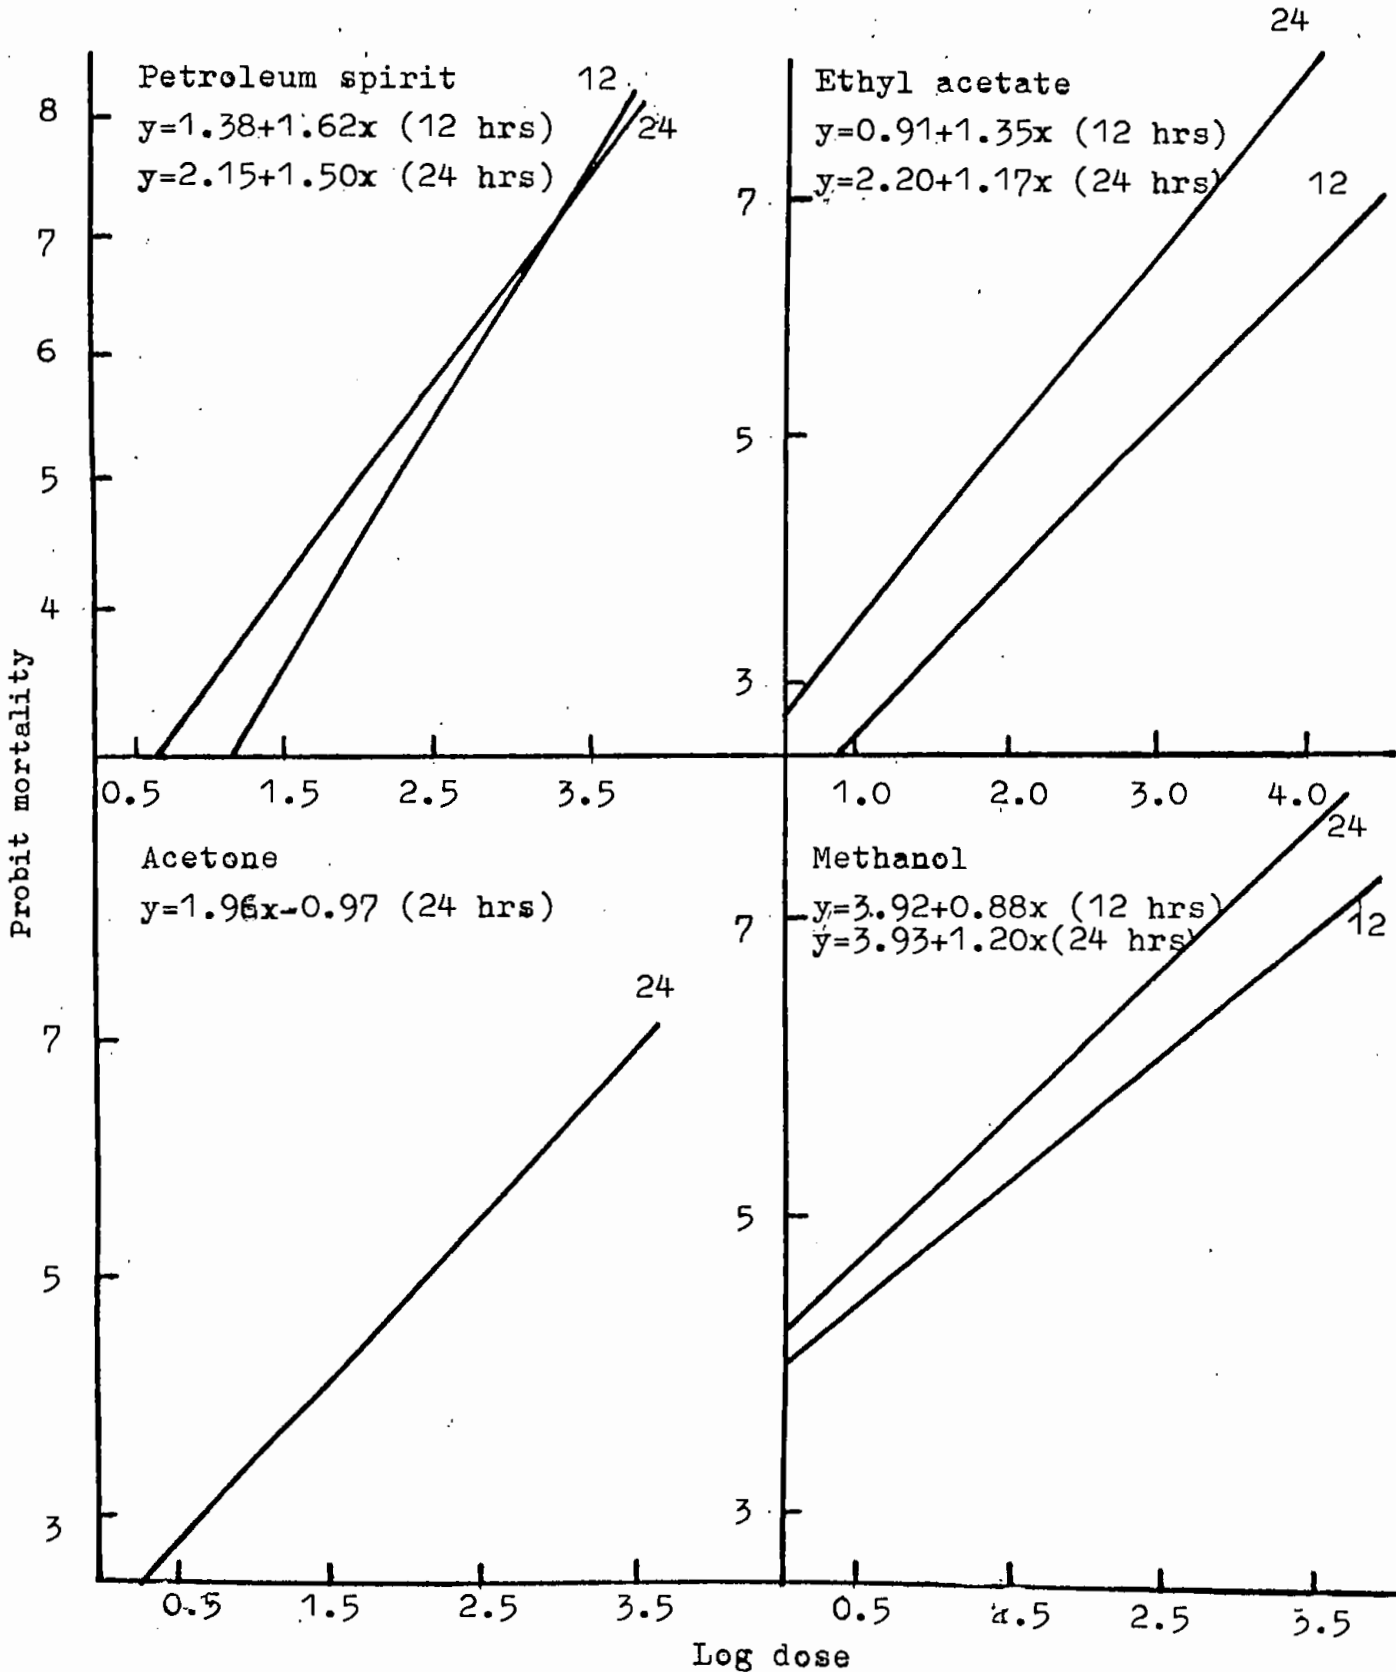 Petroleum spirit
y=1.38+1.62x (12 hrs)
y=2.15+1.50x (24 hrs)
12
24
8
7
6
5
4
0.5 1.5 2.5 3.5
Ethyl acetate
y=0.91+1.35x (12 hrs)
y=2.20+1.17x (24 hrs)
24
12
7
5
3
1.0 2.0 3.0 4.0
Probit mortality
Acetone
y=1.96x-0.97 (24 hrs)
24
7
5
3
0.5 1.5 2.5 3.5
Methanol
y=3.92+0.88x (12 hrs)
y=3.93+1.20x(24 hrs)
24
12
7
5
3
0.5 1.5 2.5 3.5
Log dose